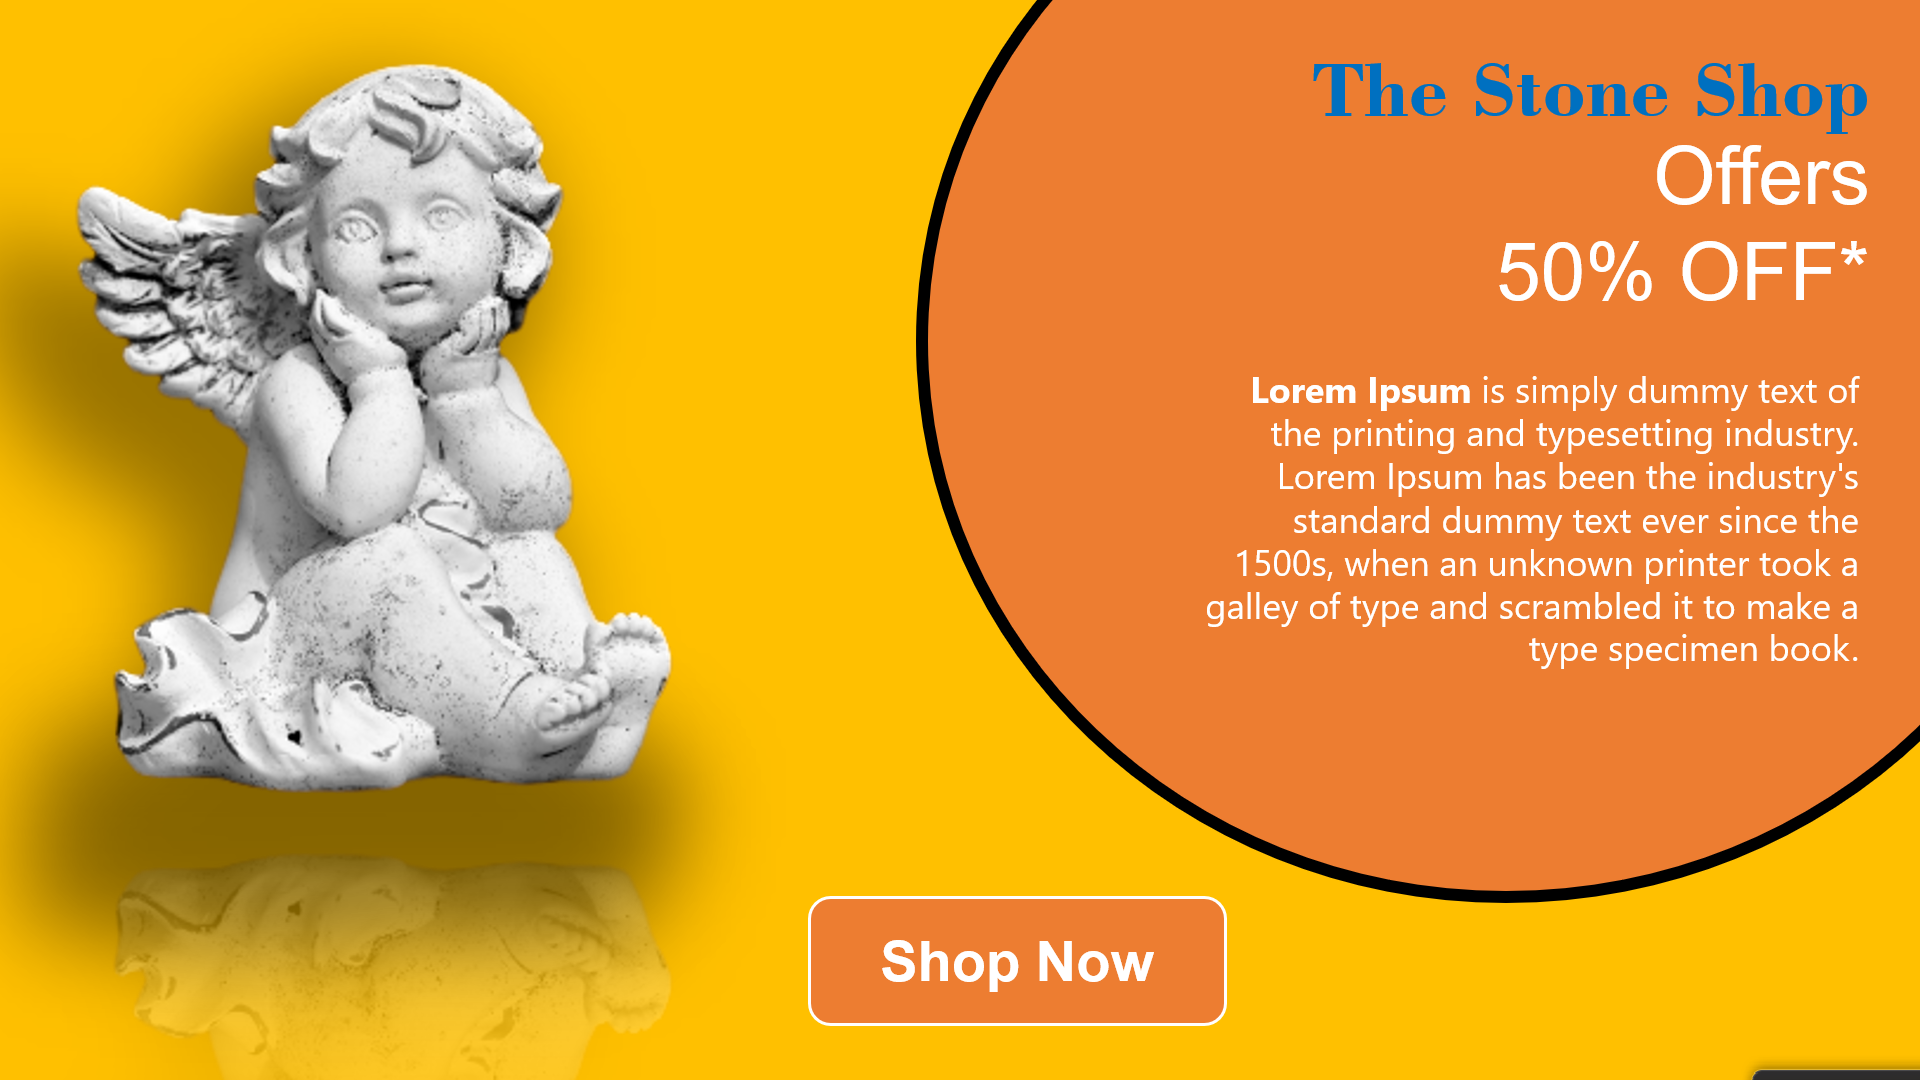 The Stone Shop
Offers
50% OFF*
Lorem Ipsum is simply dummy text of
the printing and typesetting industry.
Lorem Ipsum has been the industry's
standard dummy text ever since the
1500s, when an unknown printer took a
galley of type and scrambled it to make a
type specimen book.
Shop Now